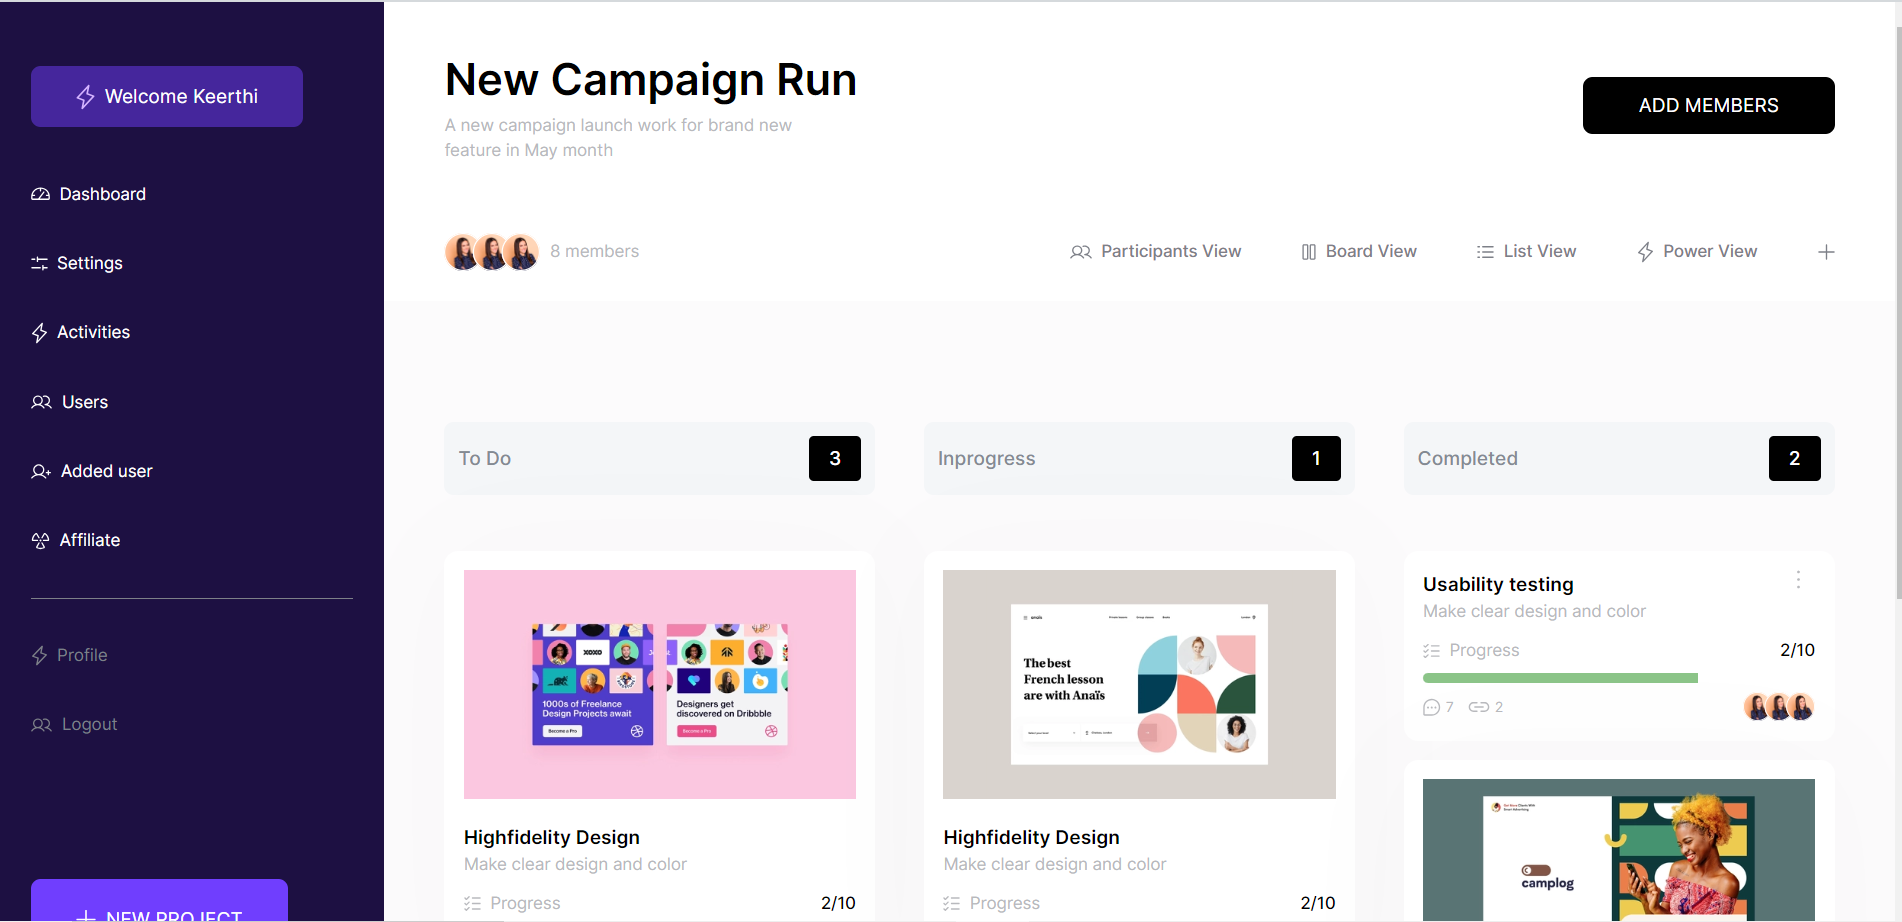 Welcome Keerthi
Dashboard
Settings
Activities
Users
Added user
Affiliate
Profile
Logout
NEW PROJECT
New Campaign Run
A new campaign launch work for brand new
feature in May month
ADD MEMBERS
8 members
Participants View
Board View
List View
Power View
To Do
3
XOXO
1000s of Freelance
Design Projects await
Become a Pro
Designers get
discovered on Dribbble
Become a Pro
Highfidelity Design
Make clear design and color
Progress
2/10
Inprogress
1
The best
French lesson
are with Anaïs
Highfidelity Design
Make clear design and color
Progress
2/10
Completed
2
Usability testing
Make clear design and color
Progress
2/10
7
2
camplog